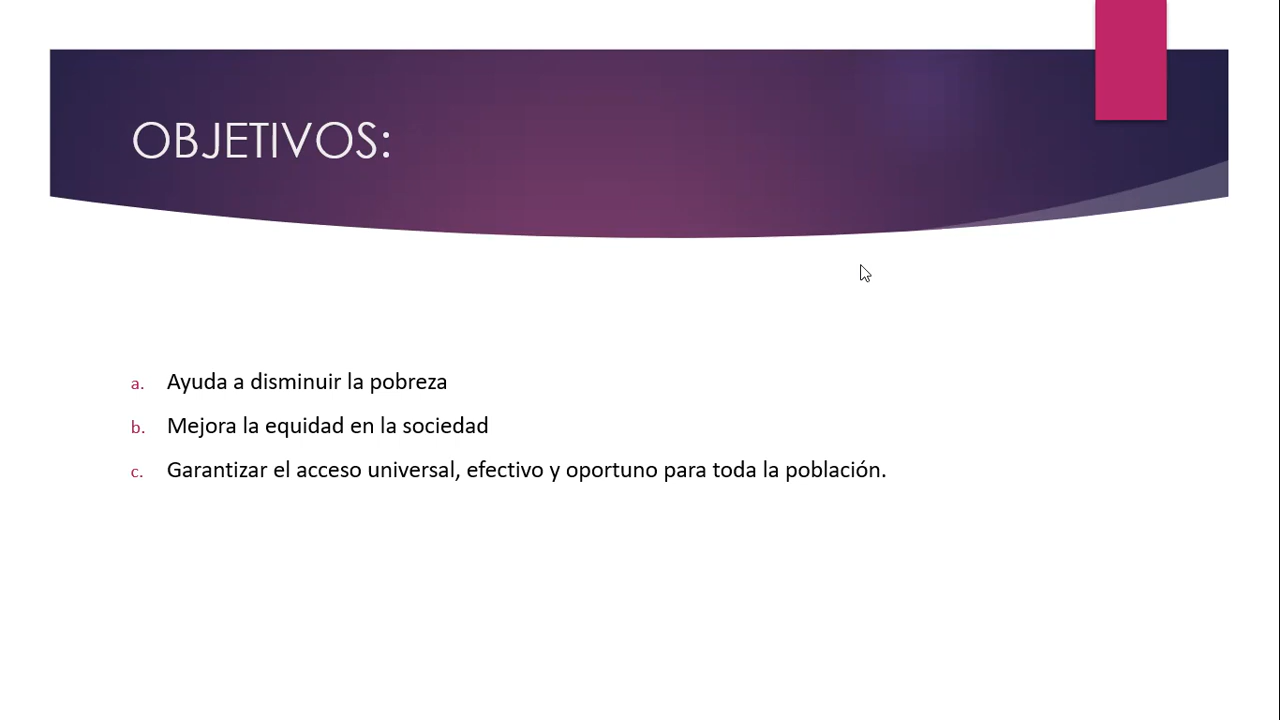 OBJETIVOS:
a. Ayuda a disminuir la pobreza
b. Mejora la equidad en la sociedad
c. Garantizar el acceso universal, efectivo y oportuno para toda la población.